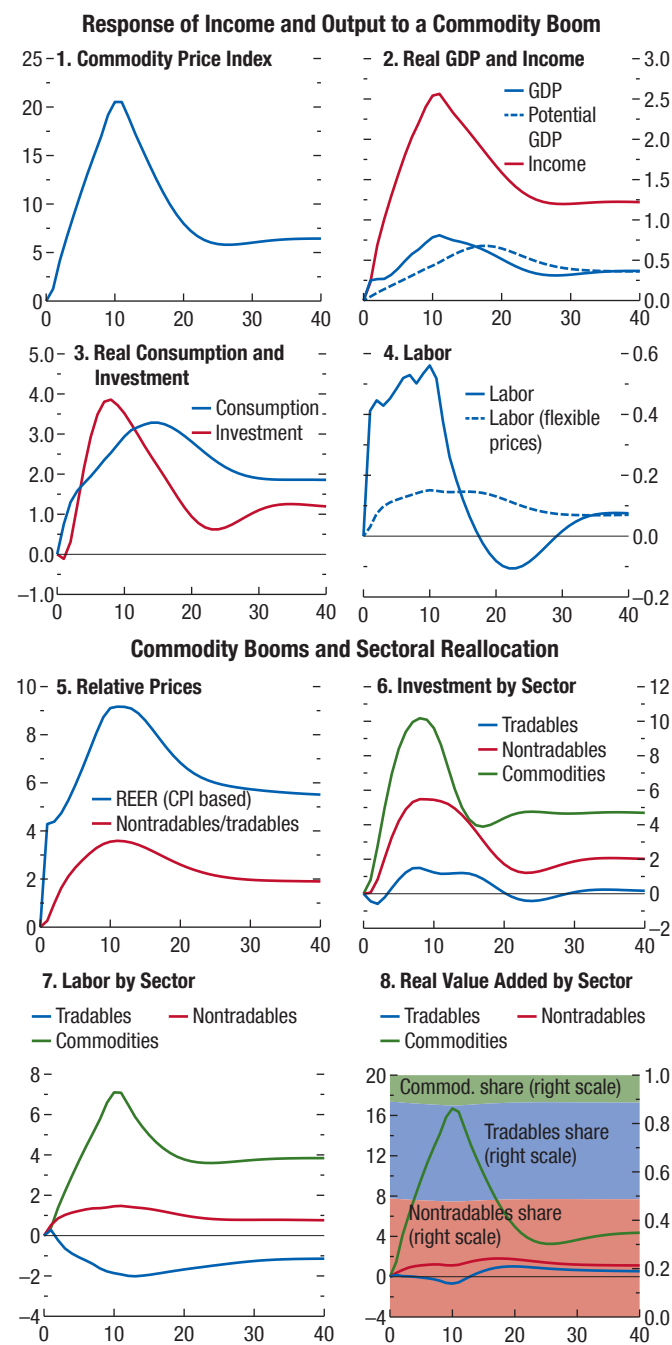 Response of Income and Output to a Commodity Boom
1. Commodity Price Index
25
20
15
10
5
0
0 10 20 30 40
2. Real GDP and Income
GDP
Potential
GDP
Income
3.0
2.5
2.0
1.5
1.0
0.5
0.0
0 10 20 30 40
3. Real Consumption and
Investment
Consumption
Investment
5.0
4.0
3.0
2.0
1.0
0.0
–1.0
0 10 20 30 40
4. Labor
Labor
Labor (flexible
prices)
0.6
0.4
0.2
0.0
–0.2
0 10 20 30 40
Commodity Booms and Sectoral Reallocation
5. Relative Prices
REER (CPI based)
Nontradables/tradables
10
8
6
4
2
0
0 10 20 30 40
6. Investment by Sector
Tradables
Nontradables
Commodities
12
10
8
6
4
2
0
–2
0 10 20 30 40
7. Labor by Sector
Tradables Nontradables
Commodities
8
6
4
2
0
–2
–4
0 10 20 30 40
8. Real Value Added by Sector
Tradables Nontradables
Commodities
20
16
12
8
4
0
–4
Commod. share (right scale)
Tradables share
(right scale)
Nontradables share
(right scale)
1.0
0.8
0.6
0.4
0.2
0.0
0 10 20 30 40